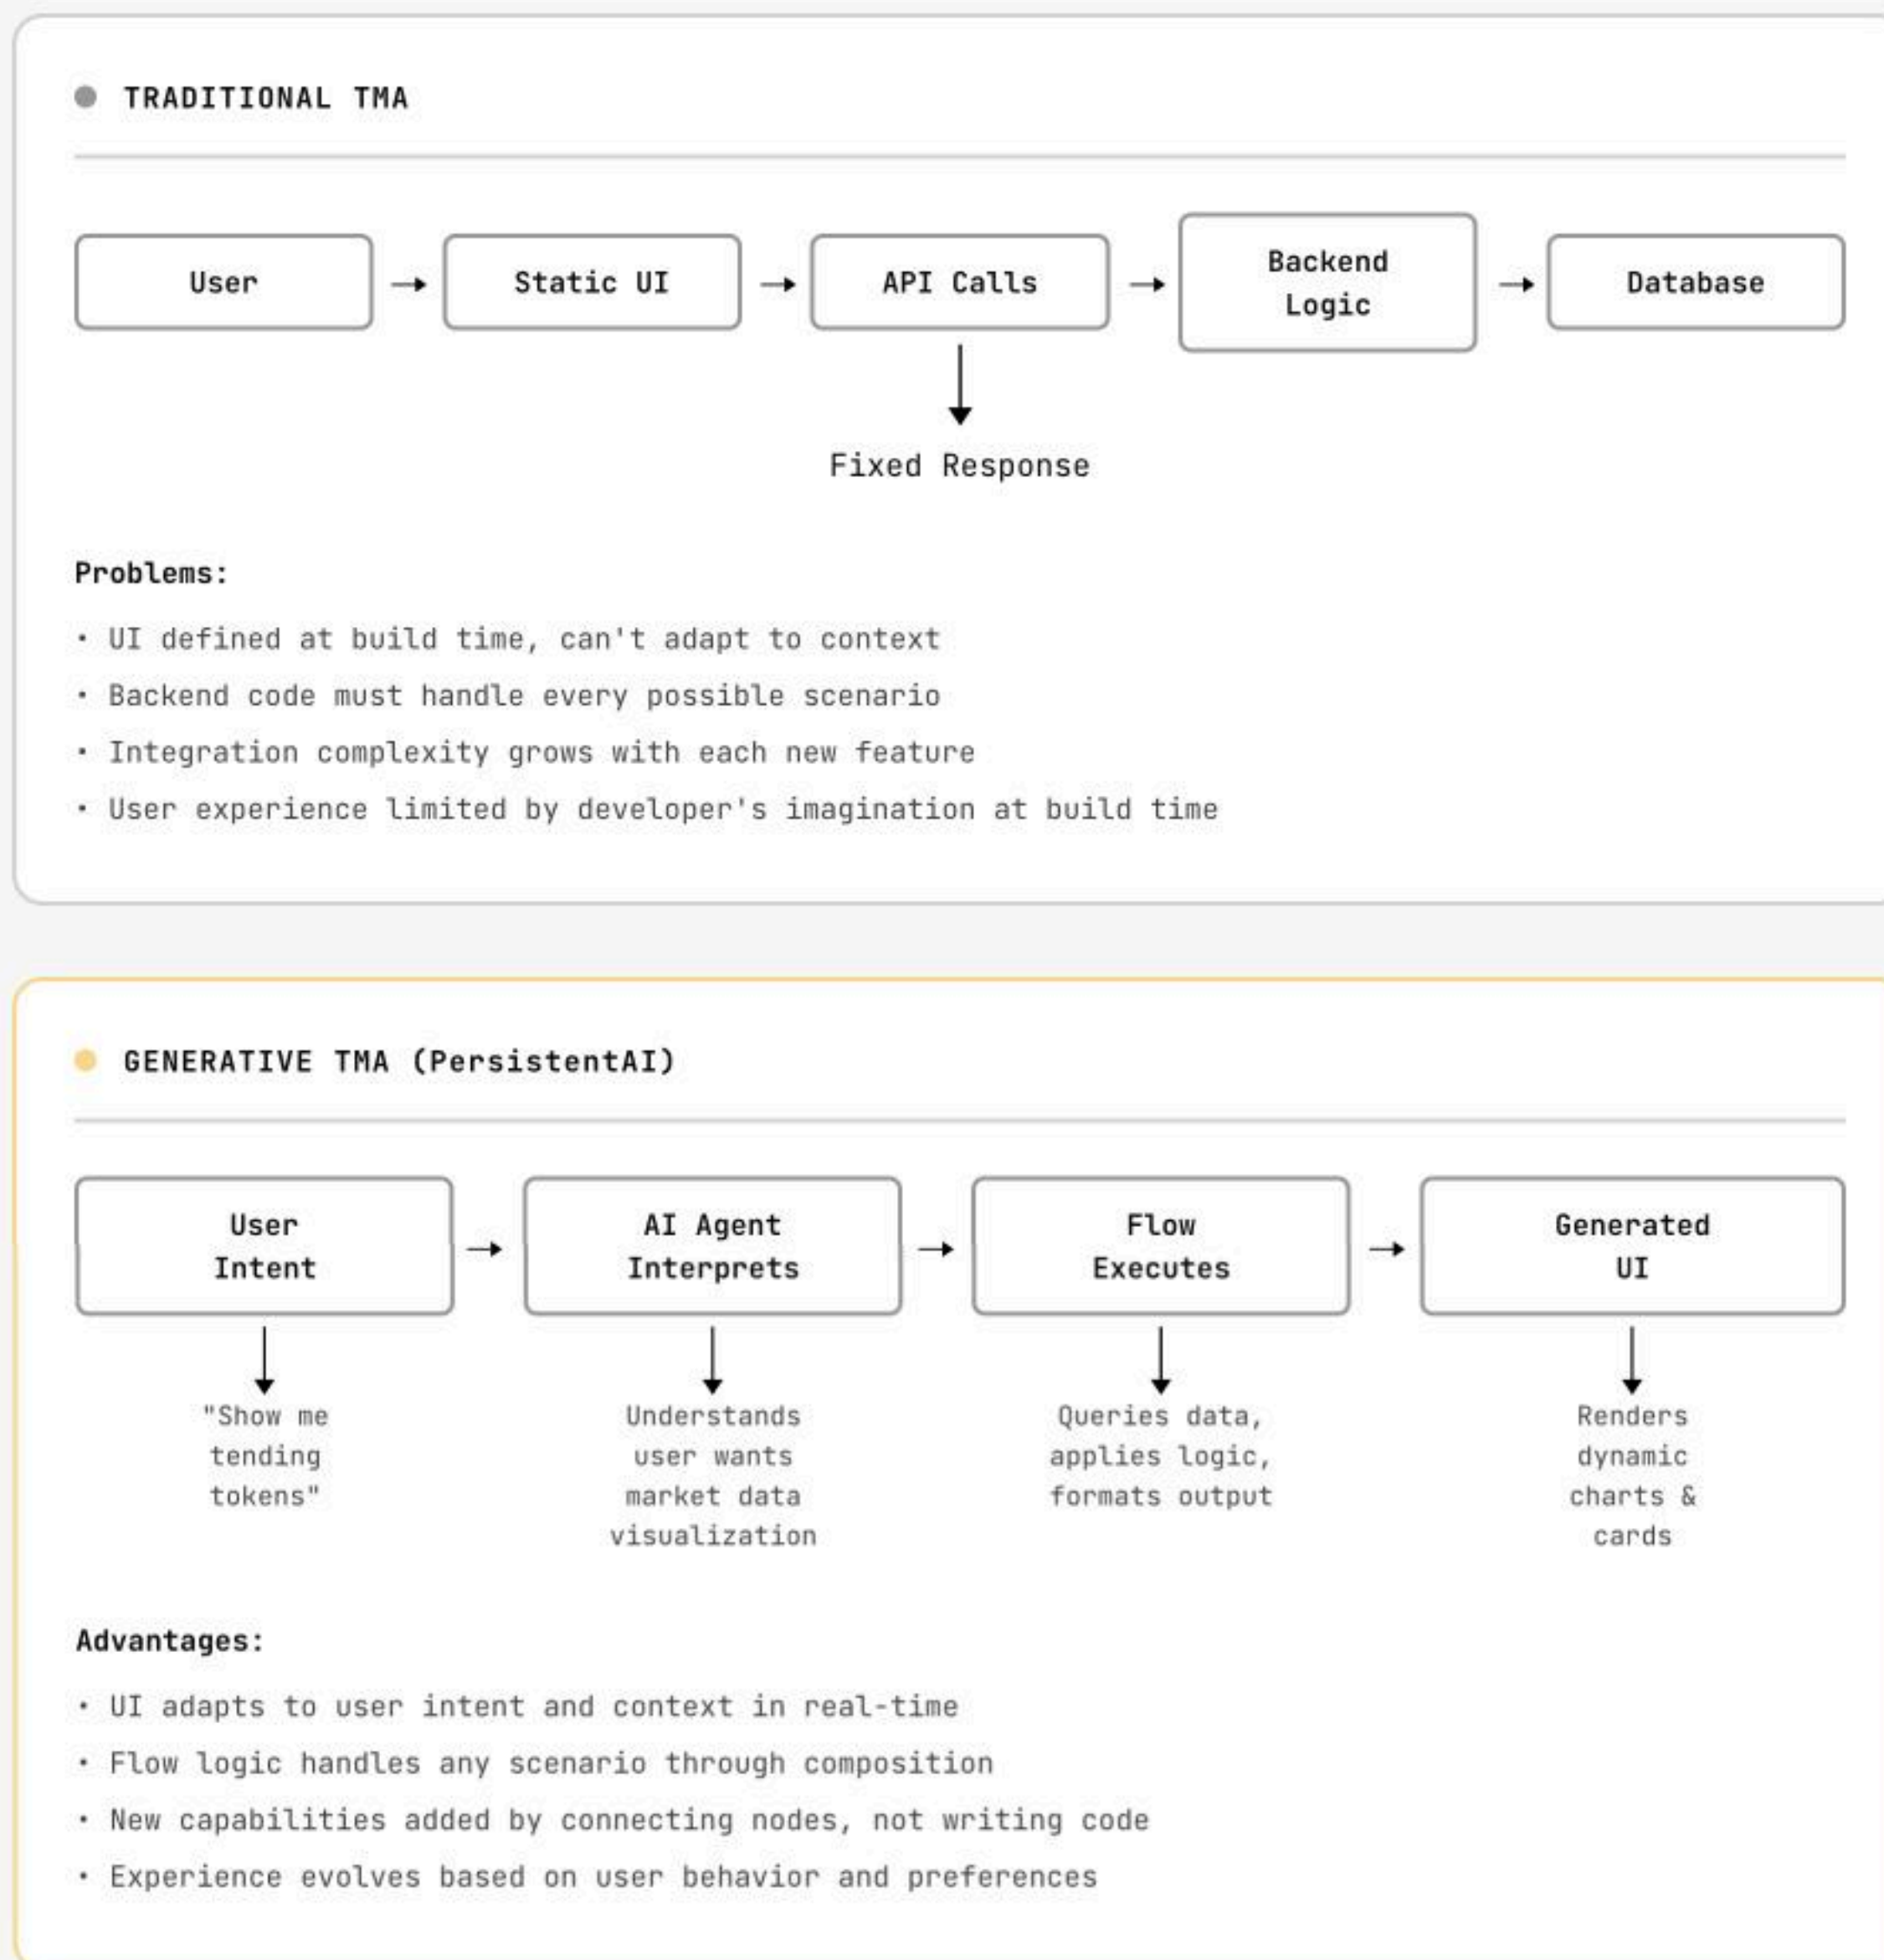 TRADITIONAL TMA
User
Static UI
API Calls
Backend
Logic
Database
Fixed Response
Problems:
• UI defined at build time, can't adapt to context
• Backend code must handle every possible scenario
• Integration complexity grows with each new feature
• User experience limited by developer's imagination at build time
GENERATIVE TMA (PersistentAI)
User
Intent
AI Agent
Interprets
Flow
Executes
Generated
UI
"Show me
tending
tokens"
Understands
user wants
market data
visualization
Queries data,
applies logic,
formats output
Renders
dynamic
charts &
cards
Advantages:
• UI adapts to user intent and context in real-time
• Flow logic handles any scenario through composition
• New capabilities added by connecting nodes, not writing code
• Experience evolves based on user behavior and preferences